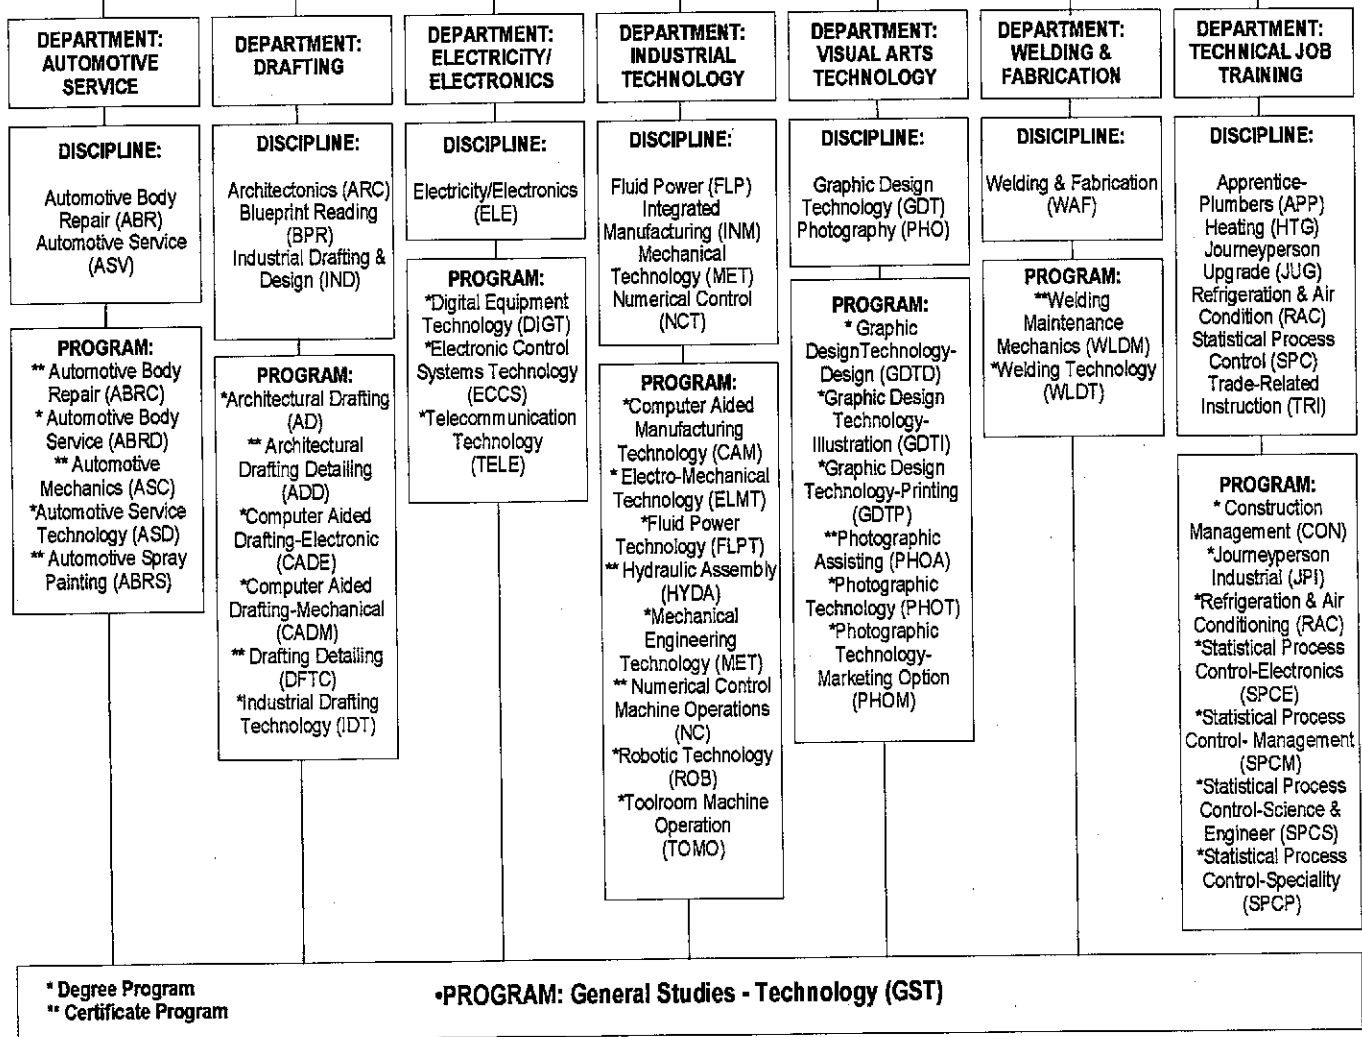 DEPARTMENT:
AUTOMOTIVE
SERVICE
DISCIPLINE:
Automotive Body
Repair (ABR)
Automotive Service
(ASV)
PROGRAM:
** Automotive Body
Repair (ABRC)
* Automotive Body
Service (ABRD)
** Automotive
Mechanics (ASC)
*Automotive Service
Technology (ASD)
** Automotive Spray
Painting (ABRS)
DEPARTMENT:
DRAFTING
DISCIPLINE:
Architectonics (ARC)
Blueprint Reading
(BPR)
Industrial Drafting &
Design (IND)
PROGRAM:
*Architectural Drafting
(AD)
** Architectural
Drafting Detailing
(ADD)
*Computer Aided
Drafting-Electronic
(CADE)
*Computer Aided
Drafting-Mechanical
(CADM)
** Drafting Detailing
(DFTC)
*Industrial Drafting
Technology (IDT)
DEPARTMENT:
ELECTRICITY/
ELECTRONICS
DISCIPLINE:
Electricity/Electronics
(ELE)
PROGRAM:
*Digital Equipment
Technology (DIGT)
*Electronic Control
Systems Technology
(ECCS)
*Telecommunication
Technology
(TELE)
DEPARTMENT:
INDUSTRIAL
TECHNOLOGY
DISCIPLINE:
Fluid Power (FLP)
Integrated
Manufacturing (INM)
Mechanical
Technology (MET)
Numerical Control
(NCT)
PROGRAM:
*Computer Aided
Manufacturing
Technology (CAM)
* Electro-Mechanical
Technology (ELMT)
*Fluid Power
Technology (FLPT)
** Hydraulic Assembly
(HYDA)
*Mechanical
Engineering
Technology (MET)
** Numerical Control
Machine Operations
(NC)
*Robotic Technology
(ROB)
*Toolroom Machine
Operation
(TOMO)
DEPARTMENT:
VISUAL ARTS
TECHNOLOGY
DISCIPLINE:
Graphic Design
Technology (GDT)
Photography (PHO)
PROGRAM:
* Graphic
DesignTechnology-
Design (GDTD)
*Graphic Design
Technology-
Illustration (GDTI)
*Graphic Design
Technology-Printing
(GDTP)
**Photographic
Assisting (PHOA)
*Photographic
Technology (PHOT)
*Photographic
Technology-
Marketing Option
(PHOM)
DEPARTMENT:
WELDING &
FABRICATION
DISICIPLINE:
Welding & Fabrication
(WAF)
PROGRAM:
**Welding
Maintenance
Mechanics (WLDM)
*Welding Technology
(WLDT)
DEPARTMENT:
TECHNICAL JOB
TRAINING
DISCIPLINE:
Apprentice-
Plumbers (APP)
Heating (HTG)
Journeyperson
Upgrade (JUG)
Refrigeration & Air
Condition (RAC)
Statistical Process
Control (SPC)
Trade-Related
Instruction (TRI)
PROGRAM:
* Construction
Management (CON)
*Journeyperson
Industrial (JPI)
*Refrigeration & Air
Conditioning (RAC)
*Statistical Process
Control-Electronics
(SPCE)
*Statistical Process
Control- Management
(SPCM)
*Statistical Process
Control-Science &
Engineer (SPCS)
*Statistical Process
Control-Speciality
(SPCP)
* Degree Program
** Certificate Program
•PROGRAM: General Studies - Technology (GST)